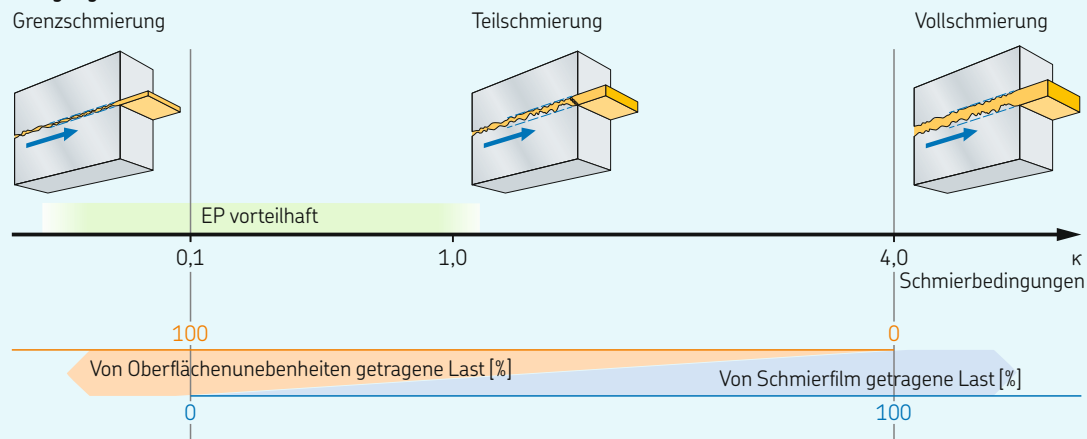 Grenzschmierung
Teilschmierung
Vollschmierung
EP vorteilhaft
0,1
1,0
4,0
κ
Schmierbedingungen
100
0
Von Oberflächenunebenheiten getragene Last [%]
Von Schmierfilm getragene Last [%]
0
100